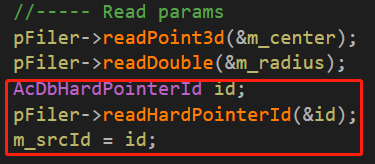 //----- Read params
pFiler->readPoint3d(&m_center);
pFiler->readDouble(&m_radius);
AcDbHardPointerId id;
pFiler->readHardPointerId(&id);
m_srcId = id;